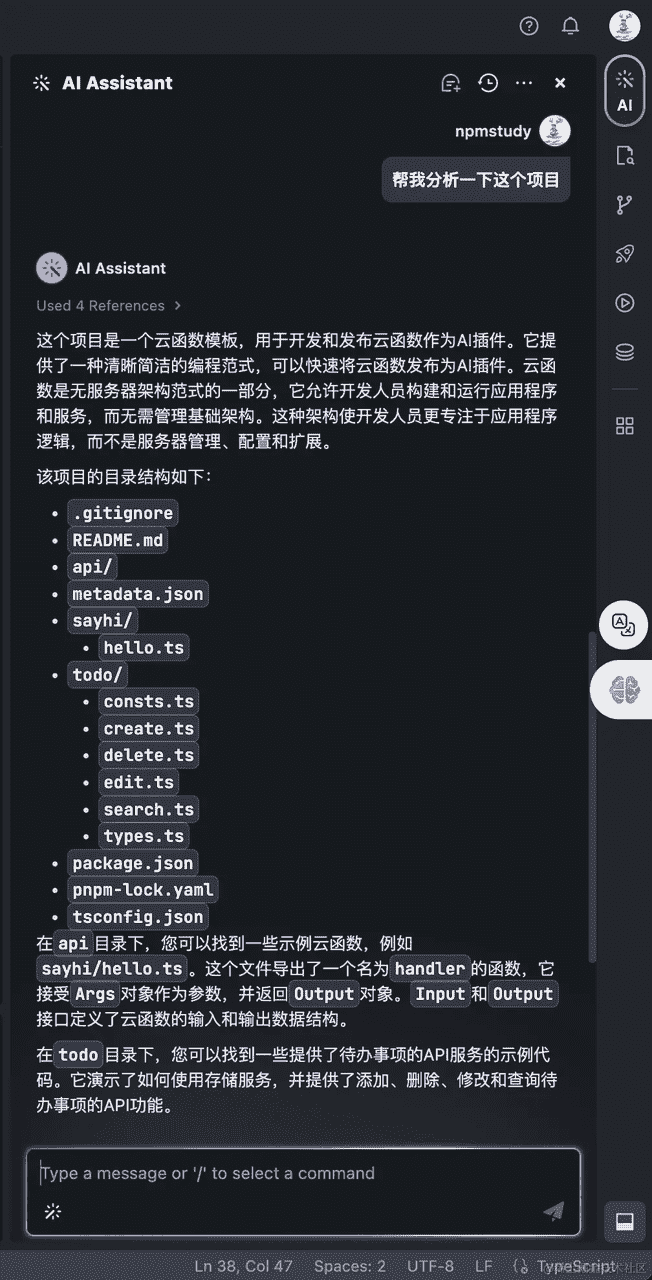 AI Assistant
AI
npmstudy
帮我分析一下这个项目
AI Assistant
Used 4 References
这个项目是一个云函数模板，用于开发和发布云函数作为AI插件。它提
供了一种清晰简洁的编程范式，可以快速将云函数发布为AI插件。云函
数是无服务器架构范式的一部分，它允许开发人员构建和运行应用程序
和服务，而无需管理基础架构。这种架构使开发人员更专注于应用程序
逻辑，而不是服务器管理、配置和扩展。
该项目的目录结构如下：
.gitignore
README.md
api/
metadata.json
sayhi/
hello.ts
todo/
consts.ts
create.ts
delete.ts
edit.ts
search.ts
types.ts
package.json
pnpm-lock.yaml
tsconfig.json
在 api 目录下，您可以找到一些示例云函数，例如
sayhi/hello.ts 。这个文件导出了一个名为 handler 的函数，它
接受 Args 对象作为参数，并返回 Output 对象。 Input 和 Output
接口定义了云函数的输入和输出数据结构。
在 todo 目录下，您可以找到一些提供了待办事项的API服务的示例代
码。它演示了如何使用存储服务，并提供了添加、删除、修改和查询待
办事项的API功能。
Type a message or '/' to select a command
Ln 38, Col 47 Spaces: 2 UTF-8 LF TypeScript